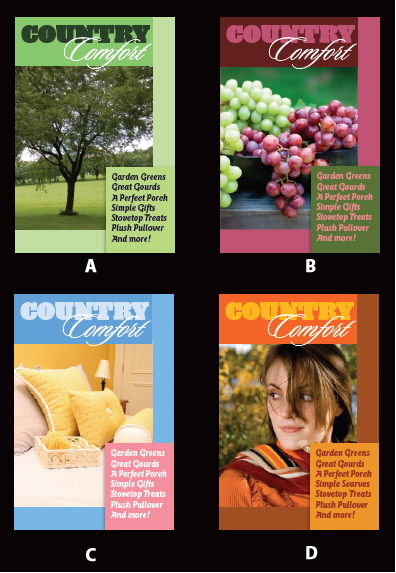 COUNTRY
Comfort
Garden Greens
Great Gourds
A Perfect Porch
Simple Gifts
Stovetop Treats
Plush Pullover
And more!
A
COUNTRY
Comfort
Garden Greens
Great Gourds
A Perfect Porch
Simple Gifts
Stovetop Treats
Plush Pullover
And more!
B
COUNTRY
Comfort
Garden Greens
Great Gourds
A Perfect Porch
Simple Gifts
Stovetop Treats
Plush Pullover
And more!
C
COUNTRY
Comfort
Garden Greens
Great Gourds
A Perfect Porch
Simple Scarves
Stovetop Treats
Plush Pullover
And more!
D